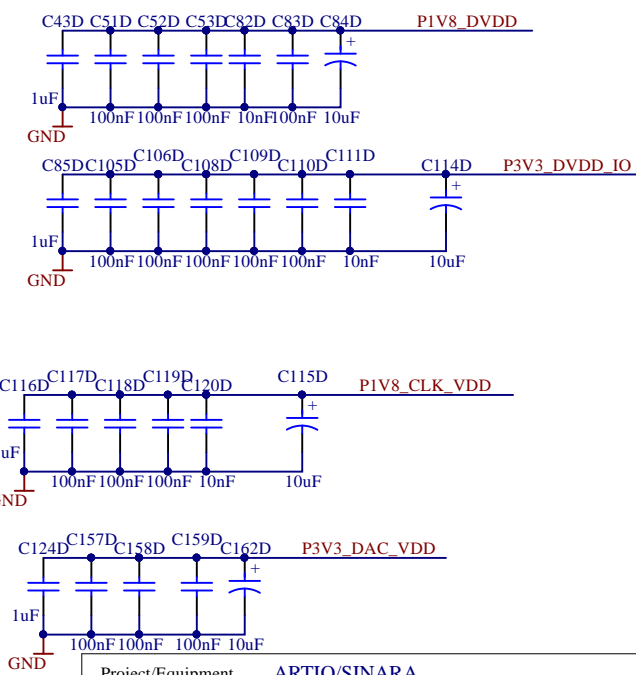 C43D C51D C52D C53D C82D C83D C84D P1V8_DVDD
+
1uF 100nF 100nF 100nF 10nF 100nF 10uF
GND
C85D C105D C106D C108D C109D C110D C111D C114D P3V3_DVDD_IO
+
1uF 100nF 100nF 100nF 100nF 100nF 10nF 10uF
GND
C116D C117D C118D C119D C120D C115D P1V8_CLK_VDD
+
uF 100nF 100nF 100nF 10nF 10uF
GND
C124D C157D C158D C159D C162D P3V3_DAC_VDD
+
1uF 100nF 100nF 100nF 10uF
GND
Project/Equipment ARTIQ/SINARA